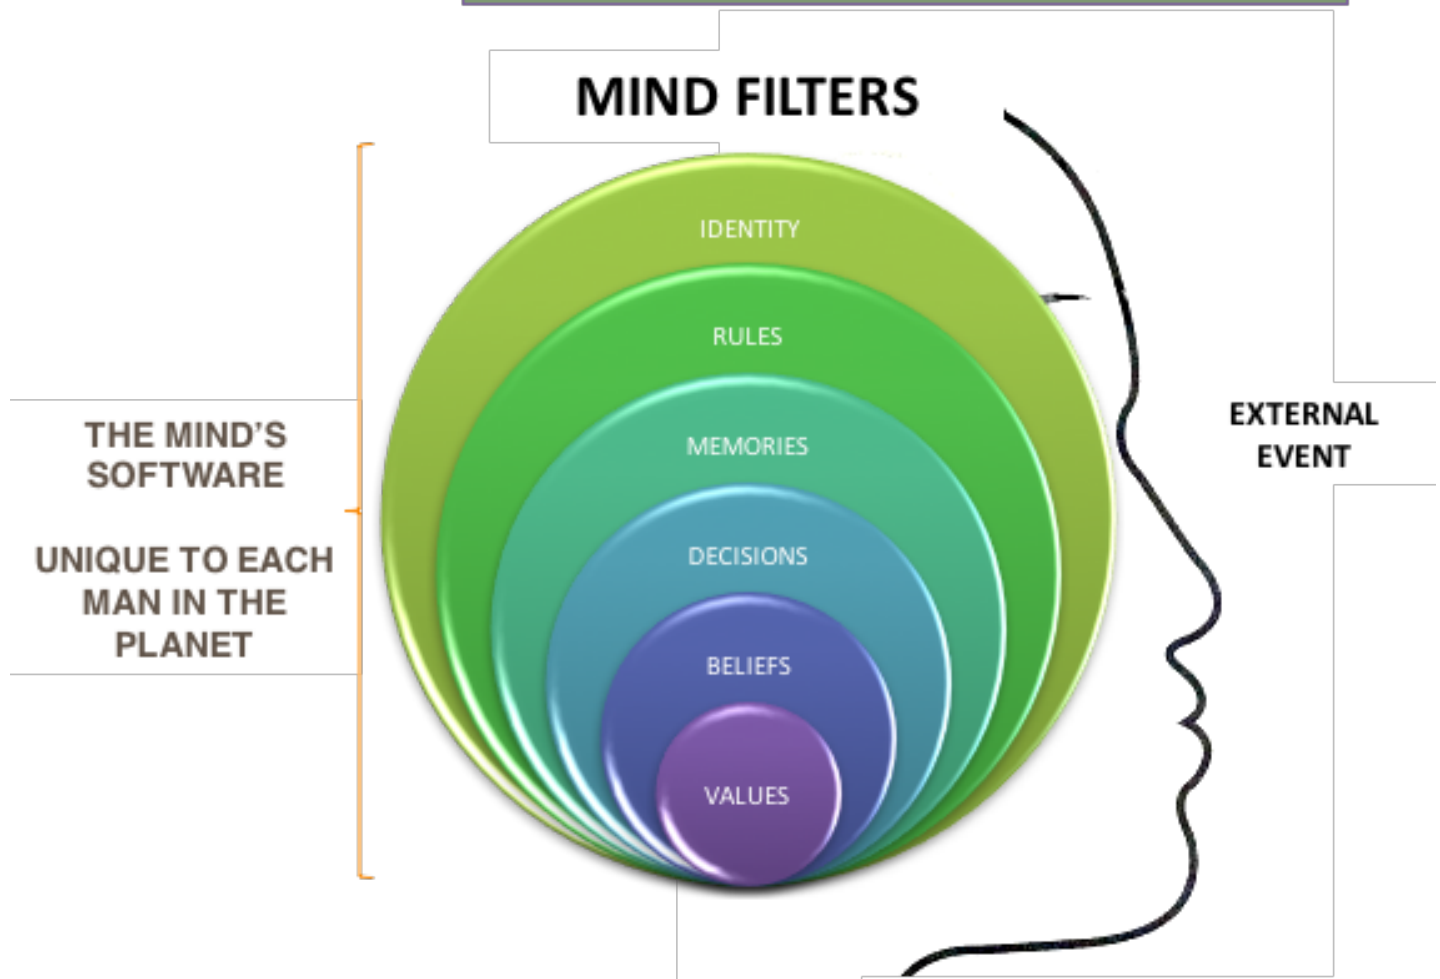 MIND FILTERS
IDENTITY
RULES
MEMORIES
DECISIONS
BELIEFS
VALUES
THE MIND'S
SOFTWARE
UNIQUE TO EACH
MAN IN THE
PLANET
EXTERNAL
EVENT